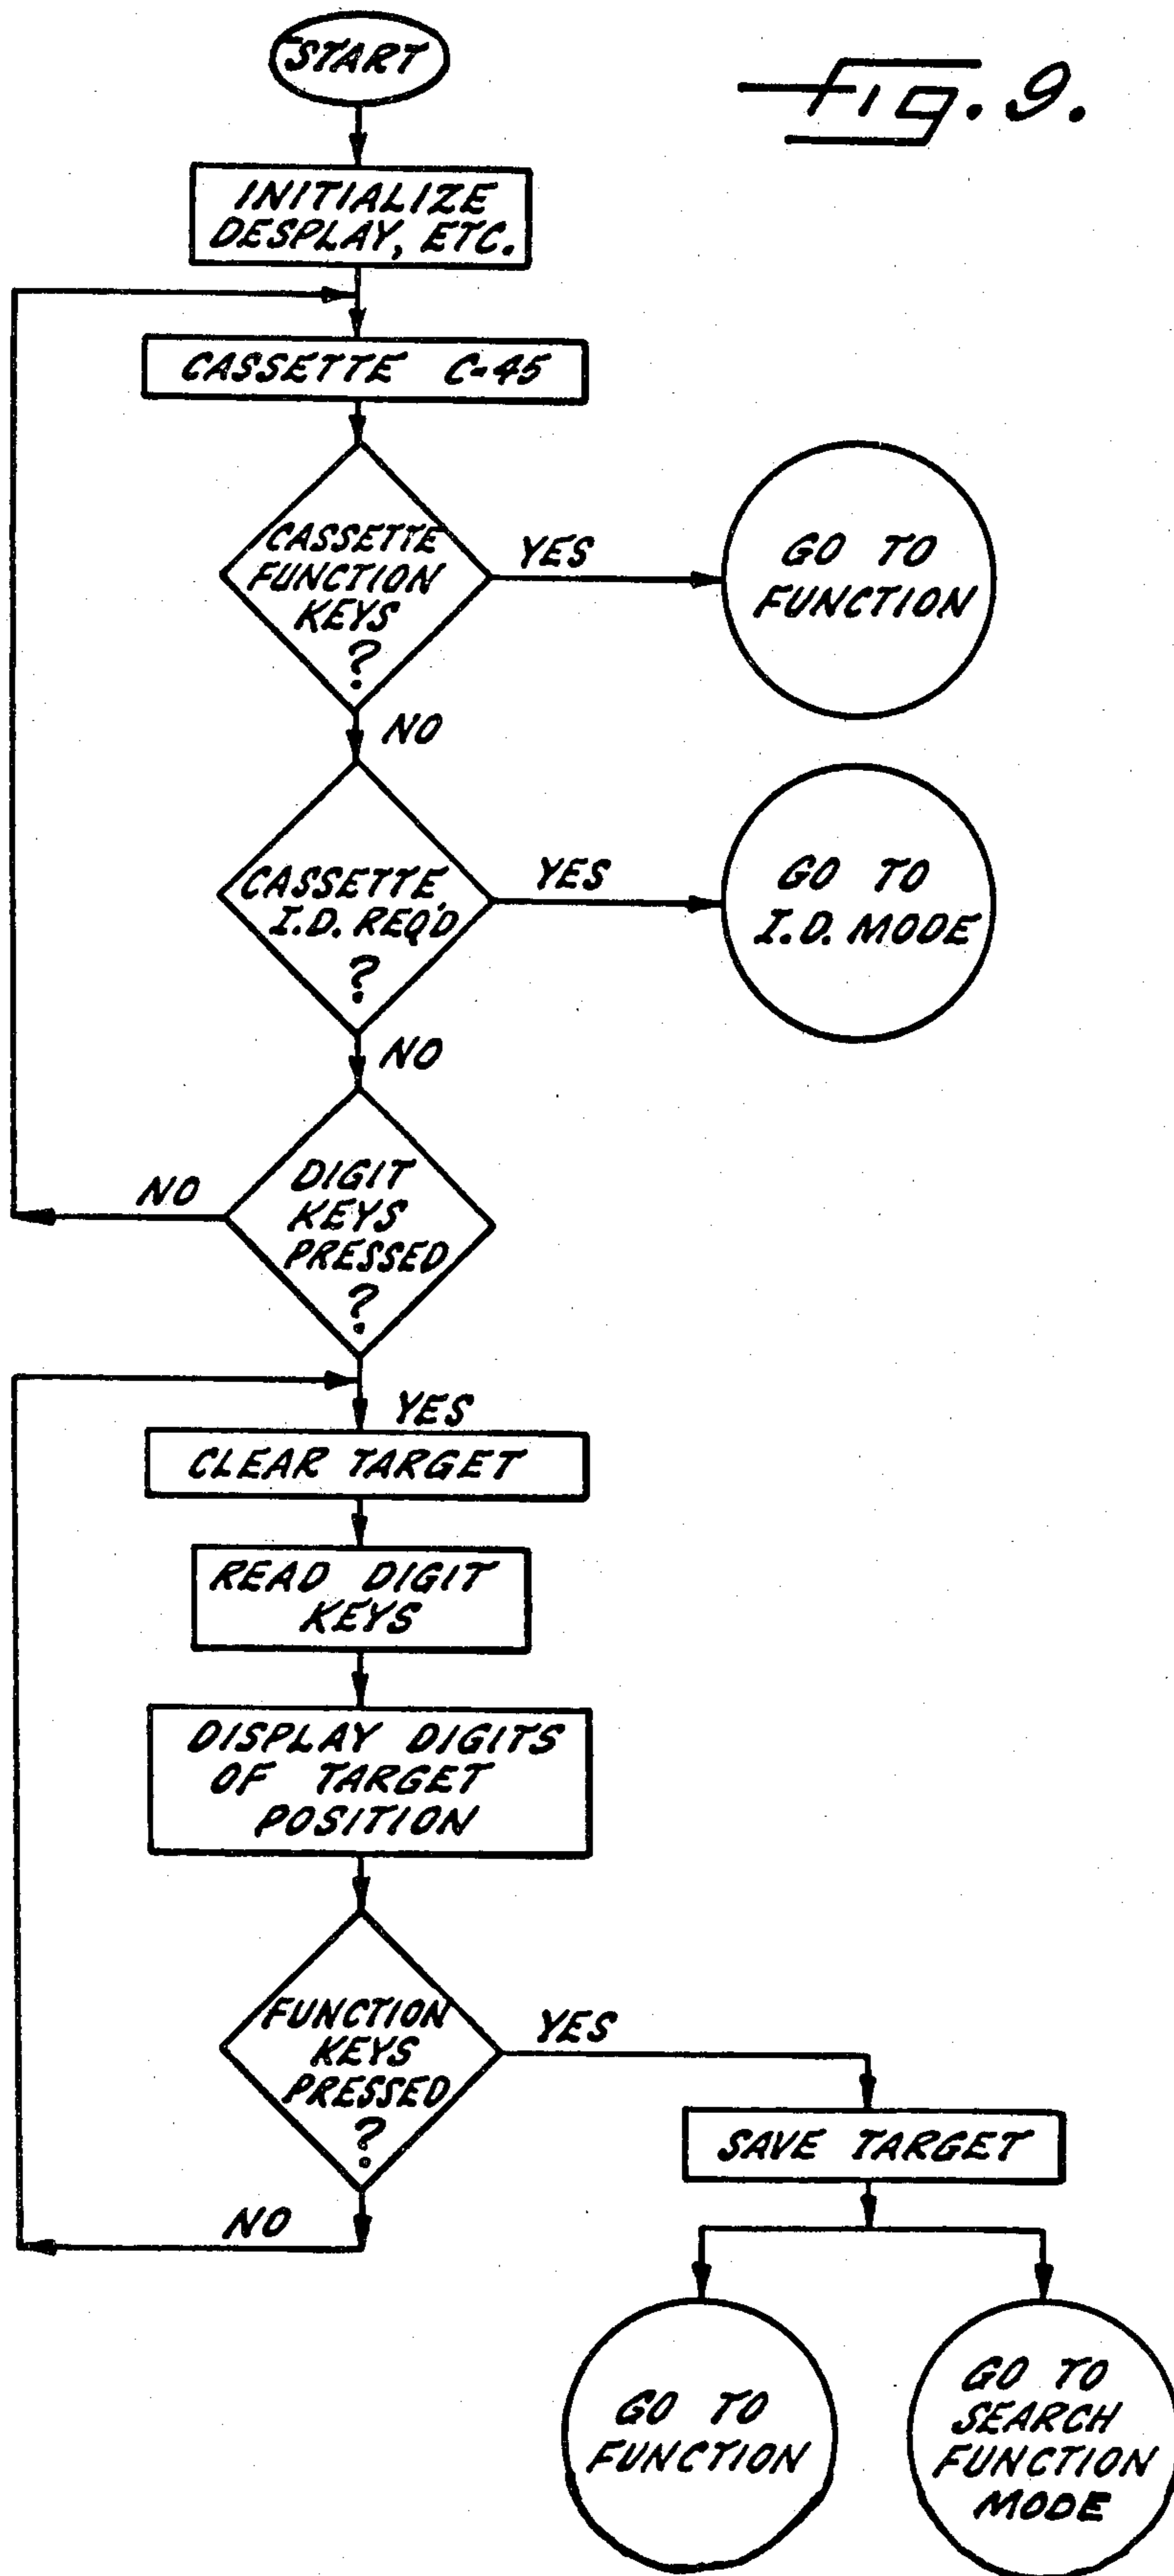 START
Fig. 9.
INITIALIZE
DESPLAY, ETC.
CASSETTE C-45
CASSETTE
FUNCTION
KEYS
?
YES
GO TO
FUNCTION
NO
CASSETTE
I.D. REQ'D
?
YES
GO TO
I.D. MODE
NO
DIGIT
KEYS
PRESSED
?
NO
YES
CLEAR TARGET
READ DIGIT
KEYS
DISPLAY DIGITS
OF TARGET
POSITION
FUNCTION
KEYS
PRESSED
?
YES
SAVE TARGET
NO
GO TO
FUNCTION
GO TO
SEARCH
FUNCTION
MODE